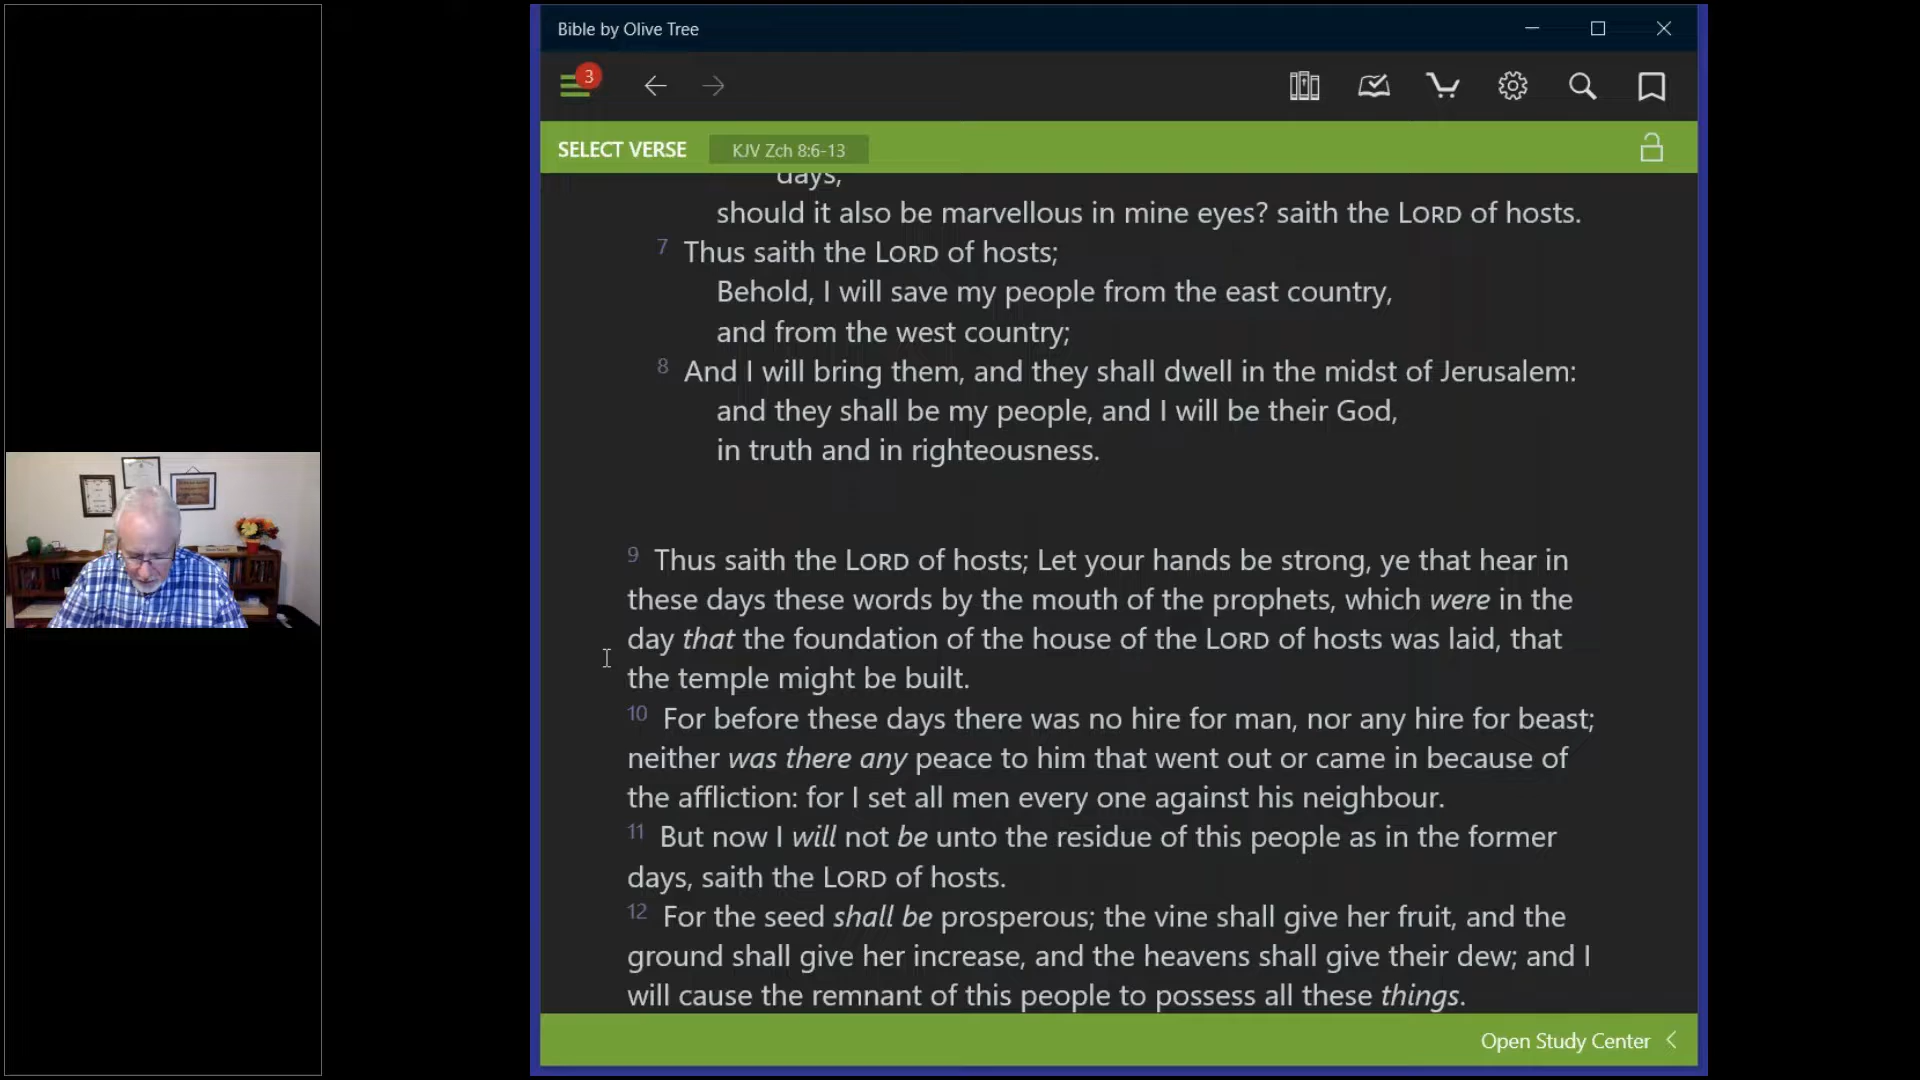 Bible by Olive Tree
3
SELECT VERSE KJV Zch 8:6-13
days,
should it also be marvellous in mine eyes? saith the LORD of hosts.
7 Thus saith the LORD of hosts;
Behold, I will save my people from the east country,
and from the west country;
8 And I will bring them, and they shall dwell in the midst of Jerusalem:
and they shall be my people, and I will be their God,
in truth and in righteousness.
9 Thus saith the LORD of hosts; Let your hands be strong, ye that hear in
these days these words by the mouth of the prophets, which were in the
day that the foundation of the house of the LORD of hosts was laid, that
the temple might be built.
10 For before these days there was no hire for man, nor any hire for beast;
neither was there any peace to him that went out or came in because of
the affliction: for I set all men every one against his neighbour.
11 But now I will not be unto the residue of this people as in the former
days, saith the LORD of hosts.
12 For the seed shall be prosperous; the vine shall give her fruit, and the
ground shall give her increase, and the heavens shall give their dew; and I
will cause the remnant of this people to possess all these things.
Open Study Center